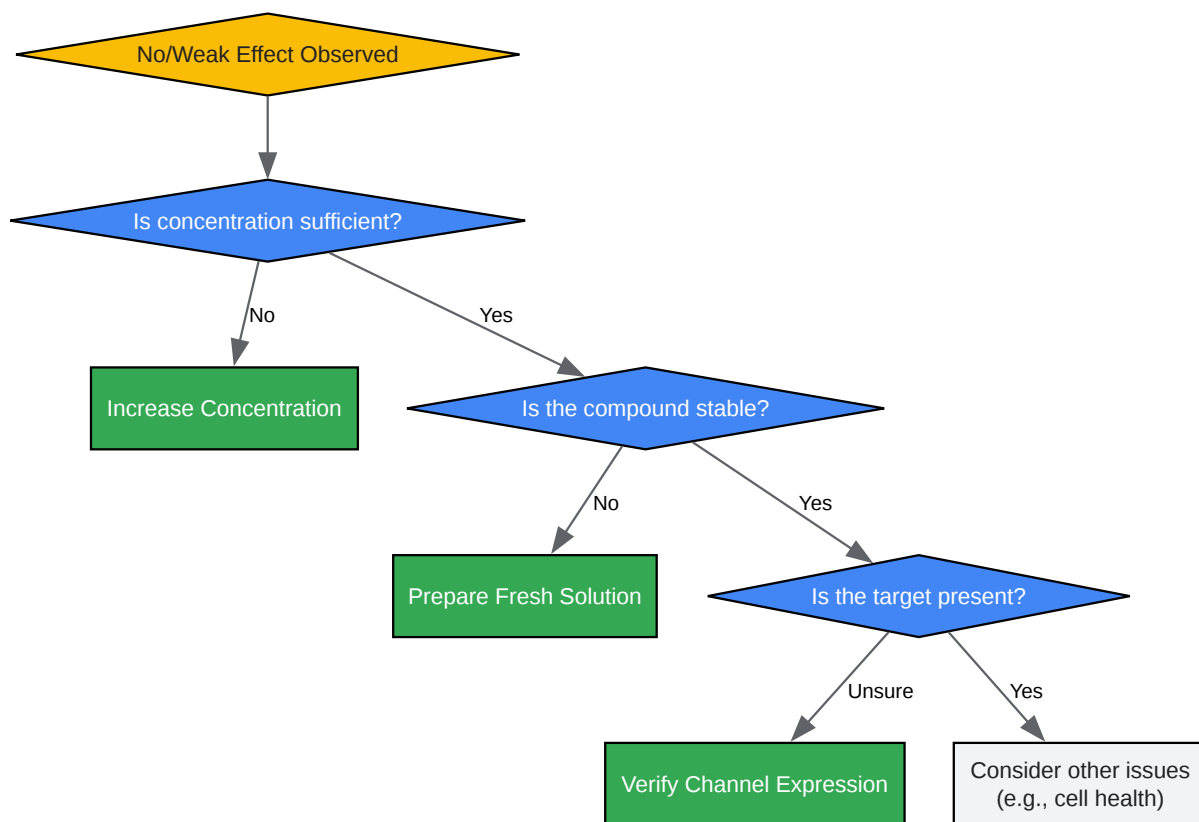 No/Weak Effect Observed
Is concentration sufficient?
No
Yes
Increase Concentration
Is the compound stable?
No
Yes
Prepare Fresh Solution
Is the target present?
Unsure
Yes
Verify Channel Expression
Consider other issues
(e.g., cell health)